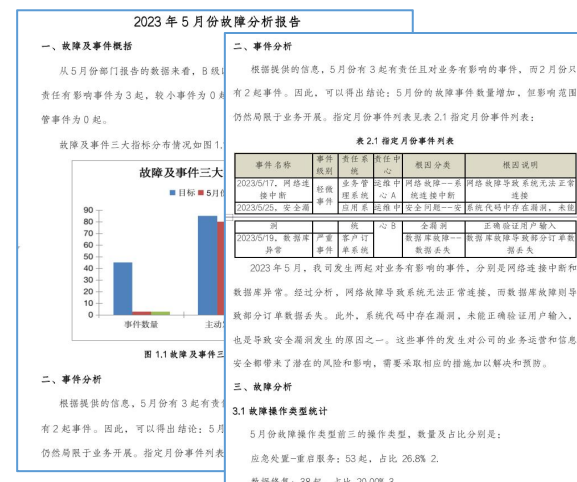 2023 年 5 月份故障分析报告
一、故障及事件概括
从 5 月份部门报告的数据来看，B 级
责任有影响事件为 3 起，较小事件为 0 起
管事件为 0 起。
故障及事件三大指标分布情况如图 1.
故障及事件三大
目标 5月
90
80
70
60
50
40
30
20
10
0
事件数量 主动
图 1.1 故障及事件三
二、事件分析
根据提供的信息，5 月份有 3 起有责
有 2 起事件。因此，可以得出结论；5 月
仍然局限于业务开展。指定月份事件列表
二、事件分析
根据提供的信息，5 月份有 3 起有责任且对业务有影响的事件，而 2 月份只
有 2 起事件。因此，可以得出结论；5 月份的故障事件数量增加，但影响范围
仍然局限于业务开展。指定月份事件列表见表 2.1 指定月份事件列表：
表 2.1 指定月份事件列表
事件名称 事件级别 责任系统 责任中心 根因分类 根因说明
2023/5/17，网络连接中断 轻微事件 业务管理系统 运维中心 A 网络故障--系统连接中断 网络故障导致系统无法正常连接
2023/5/25，安全漏 应用系 运维中 安全问题--安 系统代码中存在漏洞，未能
洞 统 心 B 全漏洞 正确验证用户输入
2023/5/19，数据库异常 严重事件 客户订单系统 数据库故障--数据丢失 数据库故障导致部分订单数据丢失
2023 年 5 月，我司发生两起对业务有影响的事件，分别是网络连接中断和
数据库异常。经过分析，网络故障导致系统无法正常连接，而数据库故障则导
致部分订单数据丢失。此外，系统代码中存在漏洞，未能正确验证用户输入，
也是导致安全漏洞发生的原因之一。这些事件的发生对公司的业务运营和信息
安全都带来了潜在的风险和影响，需要采取相应的措施加以解决和预防。
三、故障分析
3.1 故障操作类型统计
5 月份故障操作类型前三的操作类型，数量及占比分别是；
应急处置-重启服务；53 起，占比 26.8% 2.